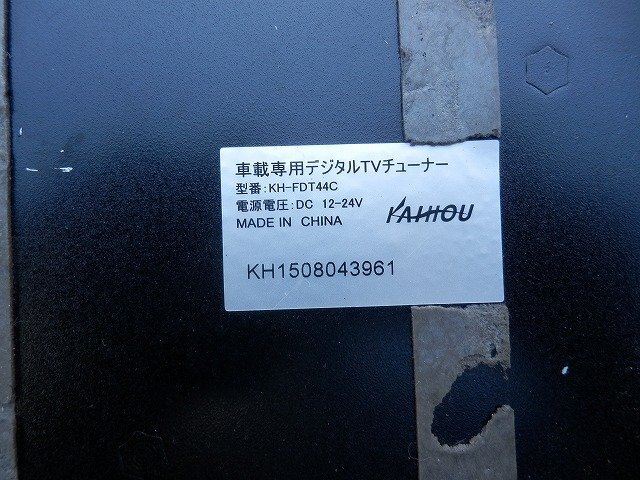 車載専用デジタルTVチューナー
型番:KH-FDT44C
電源電圧:DC 12-24V
MADE IN CHINA
KAIHOU
KH1508043961